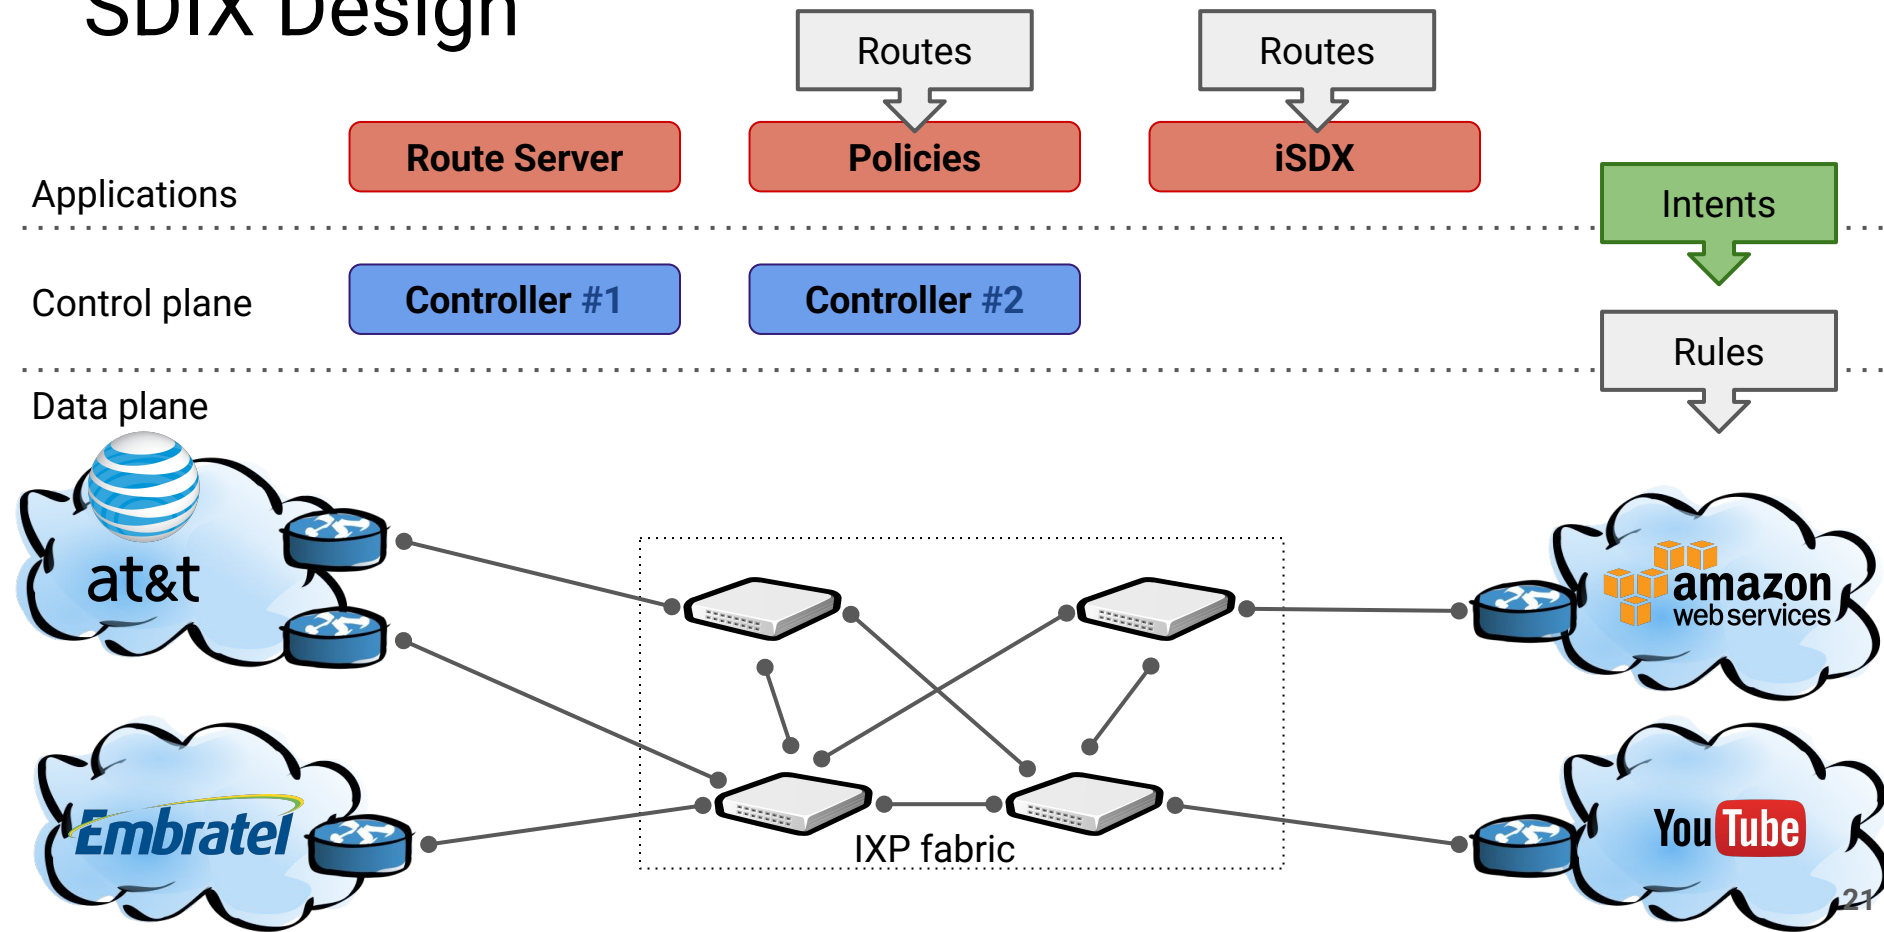 SDIX Design
Routes
Routes
Route Server
Policies
iSDX
Applications
Intents
Control plane
Controller #1
Controller #2
Rules
Data plane
at&t
amazon
web services
Embratel
IXP fabric
YouTube
21